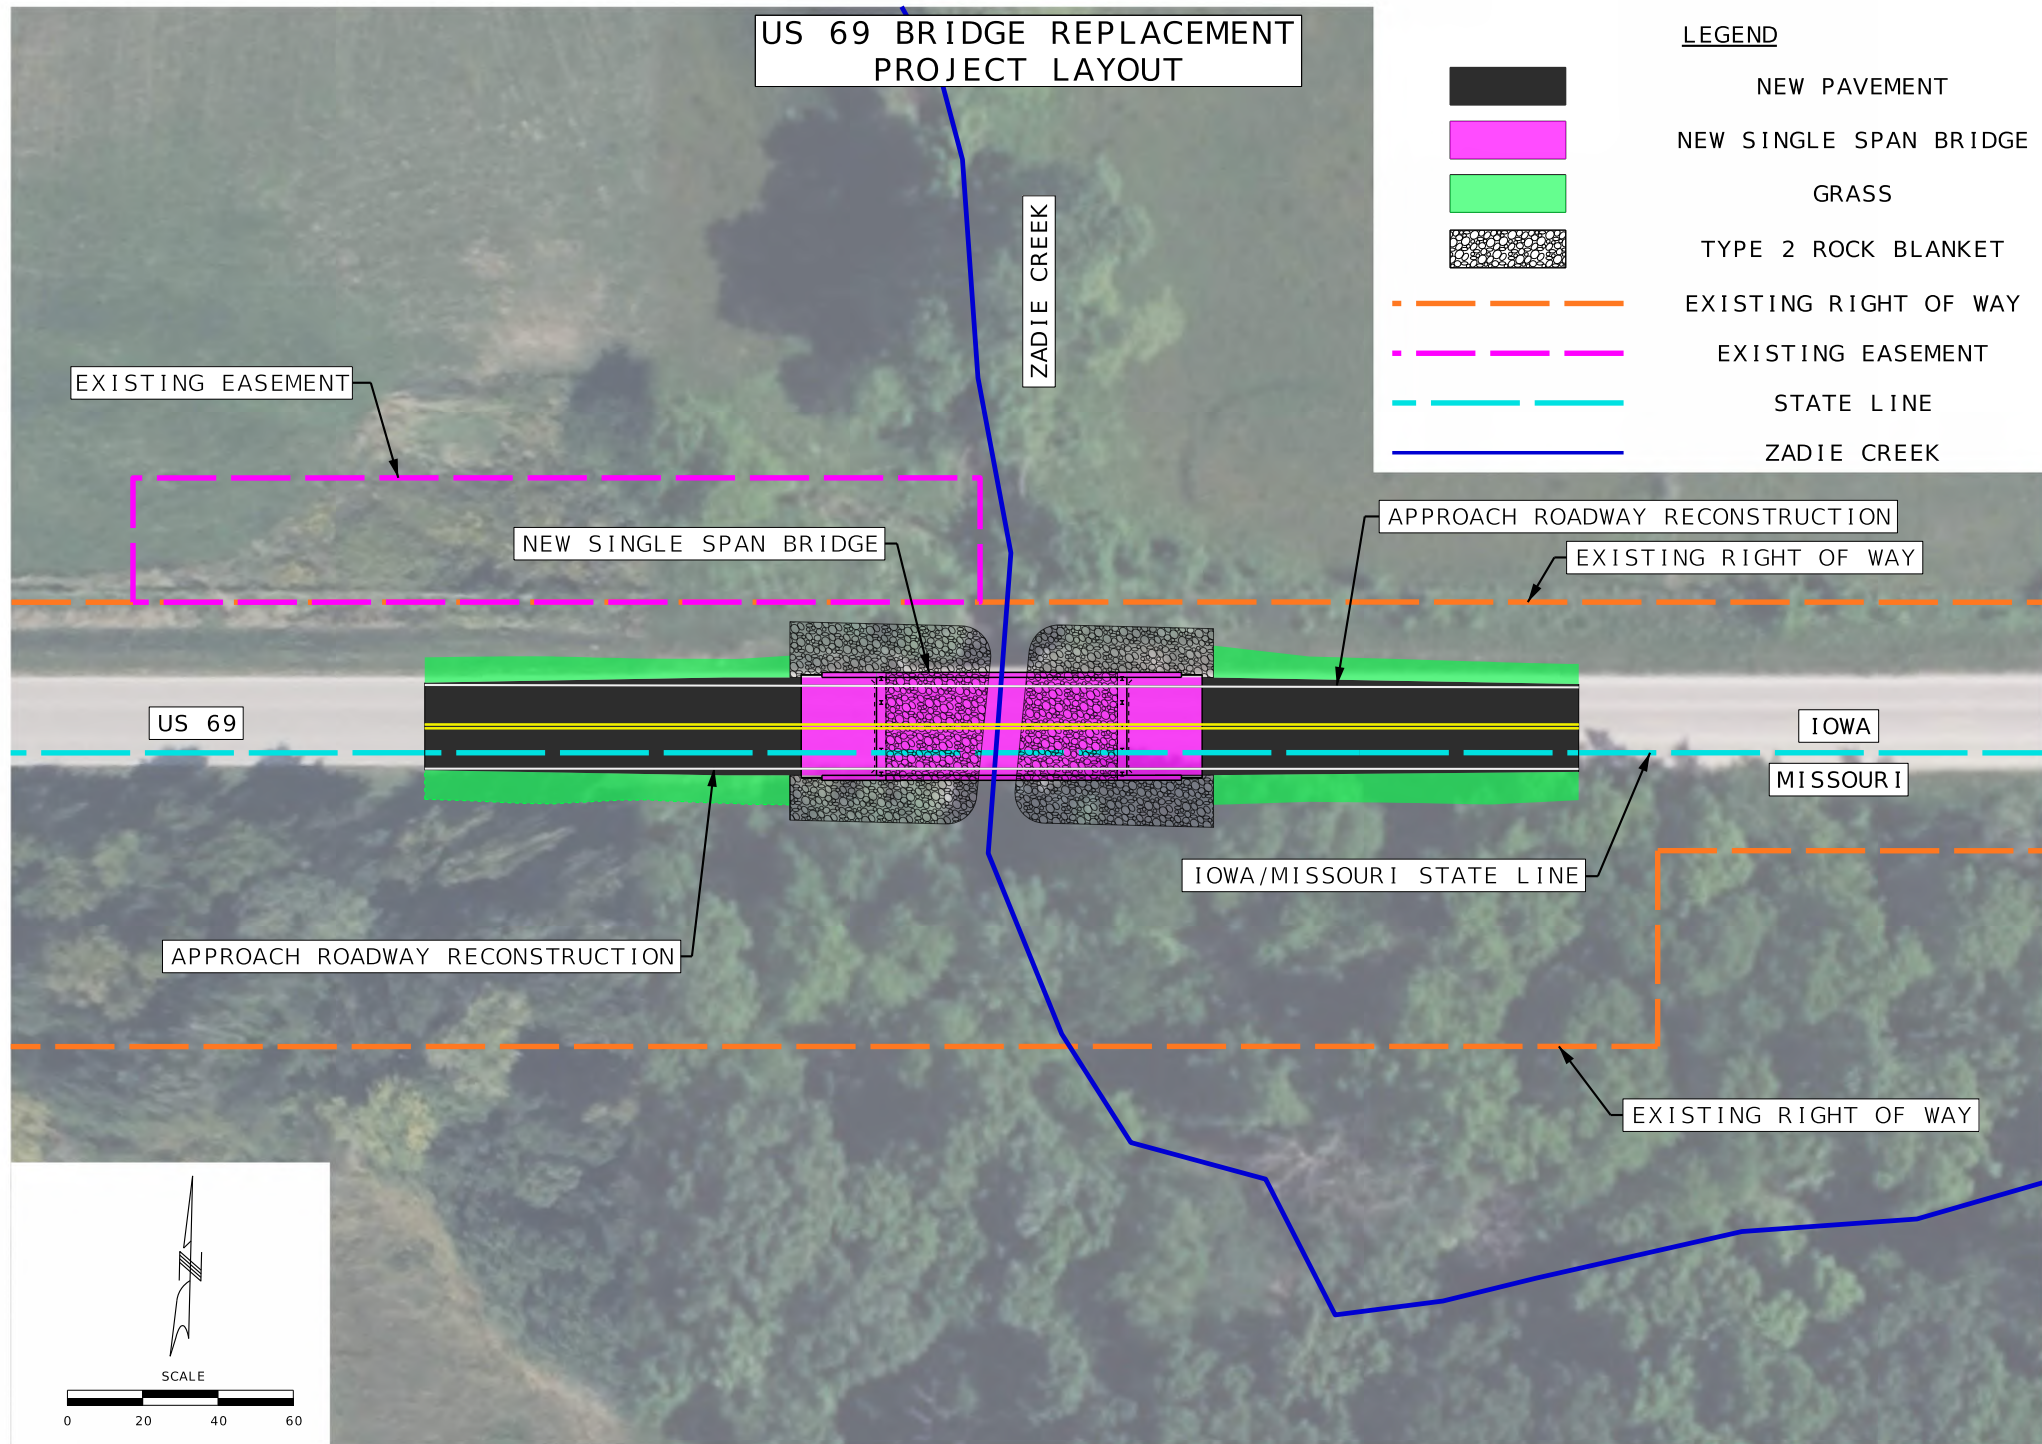 US 69 BRIDGE REPLACEMENT
PROJECT LAYOUT
LEGEND
NEW PAVEMENT
NEW SINGLE SPAN BRIDGE
GRASS
TYPE 2 ROCK BLANKET
EXISTING RIGHT OF WAY
EXISTING EASEMENT
STATE LINE
ZADIE CREEK
ZADIE CREEK
EXISTING EASEMENT
NEW SINGLE SPAN BRIDGE
APPROACH ROADWAY RECONSTRUCTION
EXISTING RIGHT OF WAY
US 69
IOWA
MISSOURI
IOWA/MISSOURI STATE LINE
APPROACH ROADWAY RECONSTRUCTION
EXISTING RIGHT OF WAY
N
SCALE
0 20 40 60